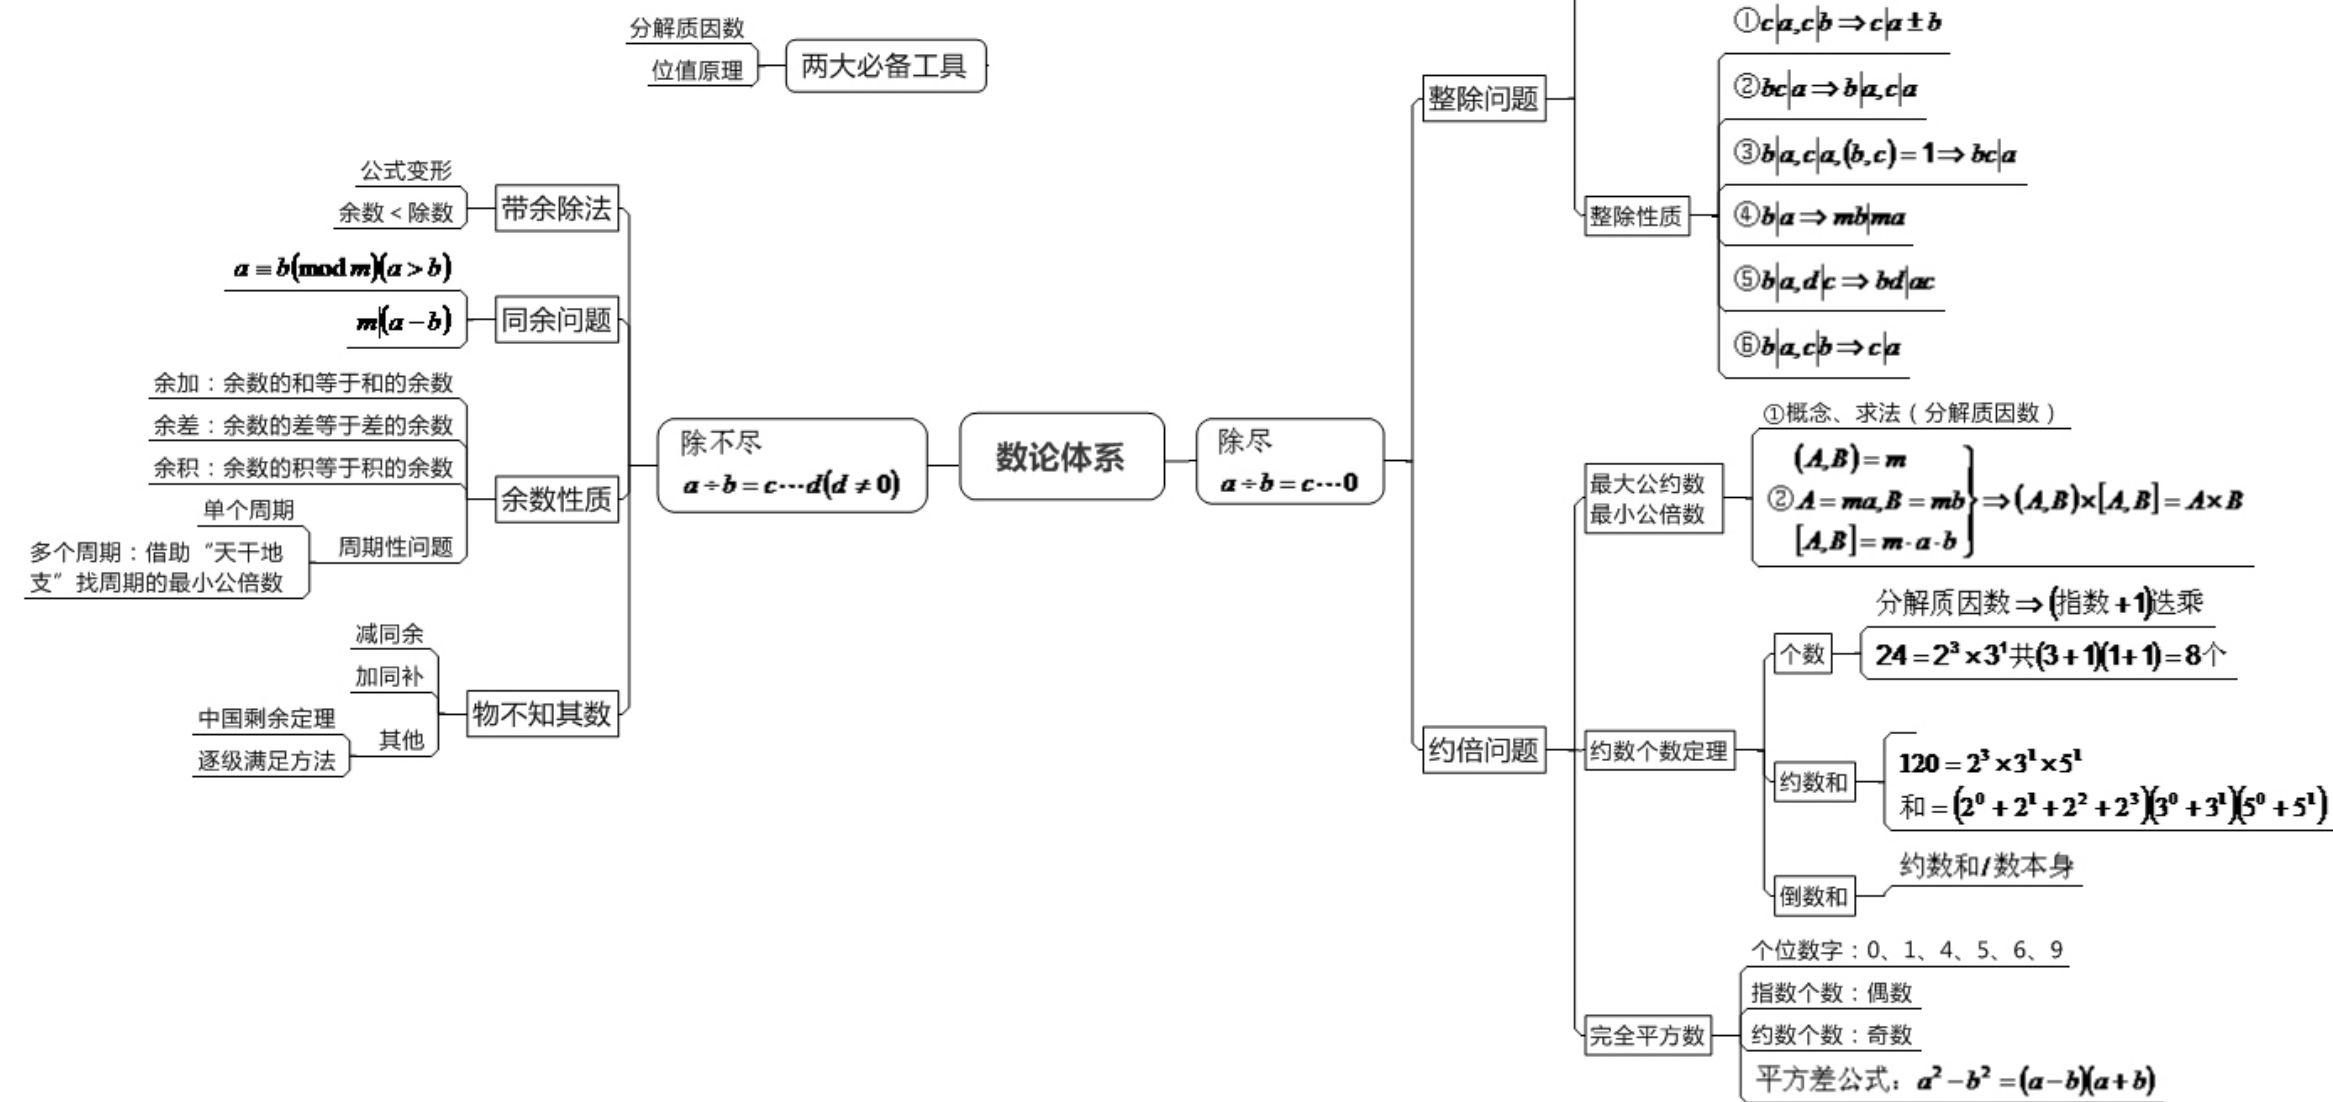 分解质因数
位值原理
两大必备工具
公式变形
余数<除数
带余除法
a≡b(mod m)(a>b)
m|(a-b)
同余问题
余加：余数的和等于和的余数
余差：余数的差等于差的余数
余积：余数的积等于积的余数
单个周期
多个周期：借助“天干地
支”找周期的最小公倍数
周期性问题
余数性质
减同余
加同补
中国剩余定理
逐级满足方法
其他
物不知其数
除不尽
a÷b=c⋯d(d≠0)
数论体系
除尽
a÷b=c⋯0
整除问题
整除性质
①c|a,c|b⇒c|a±b
②bc|a⇒b|a,c|a
③b|a,c|a,(b,c)=1⇒bc|a
④b|a⇒mb|ma
⑤b|a,d|c⇒bd|ac
⑥b|a,c|b⇒c|a
约倍问题
最大公约数
最小公倍数
①概念、求法（分解质因数）
(A,B)=m
②A=ma,B=mb}⇒(A,B)×[A,B]=A×B
[A,B]=m·a·b
约数个数定理
个数
分解质因数⇒(指数+1)迭乘
24=2³×3¹共(3+1)(1+1)=8个
约数和
120=2³×3¹×5¹
和=(2⁰+2¹+2²+2³)(3⁰+3¹)(5⁰+5¹)
倒数和
约数和/数本身
完全平方数
个位数字：0、1、4、5、6、9
指数个数：偶数
约数个数：奇数
平方差公式：a²-b²=(a-b)(a+b)